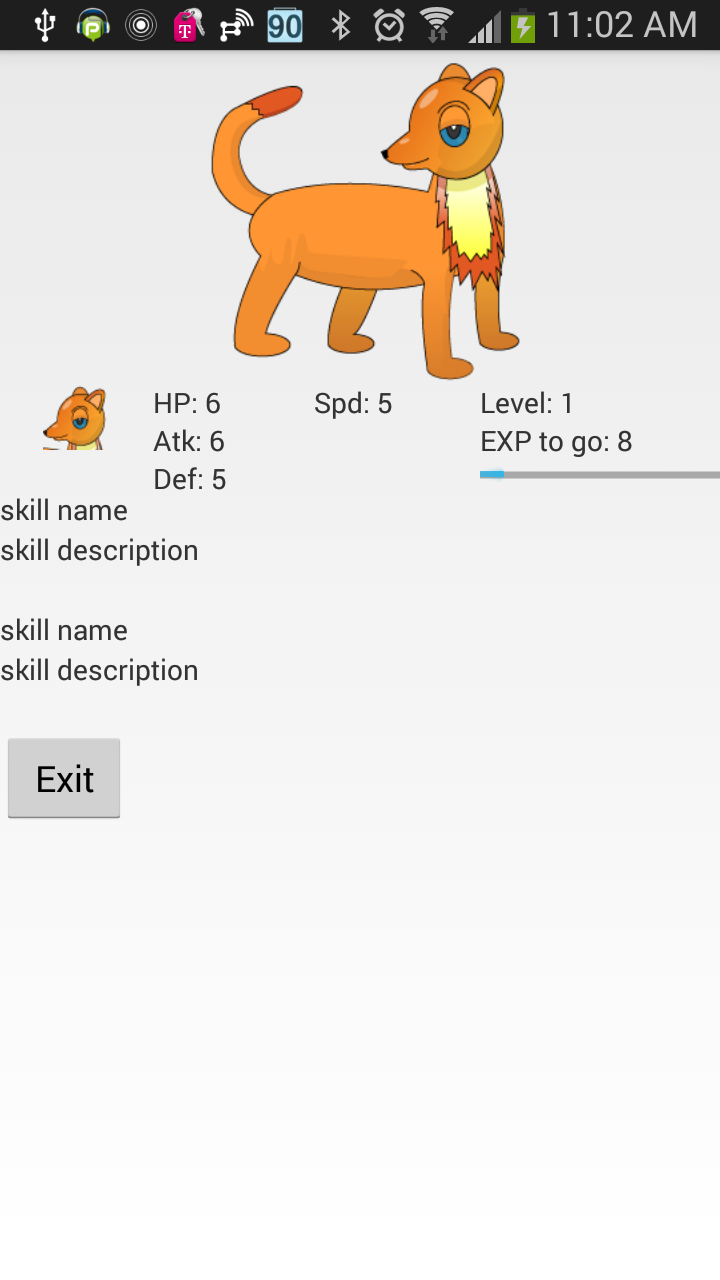 90 11:02 AM
HP: 6 Spd: 5 Level: 1
Atk: 6 EXP to go: 8
Def: 5
skill name
skill description
skill name
skill description
Exit